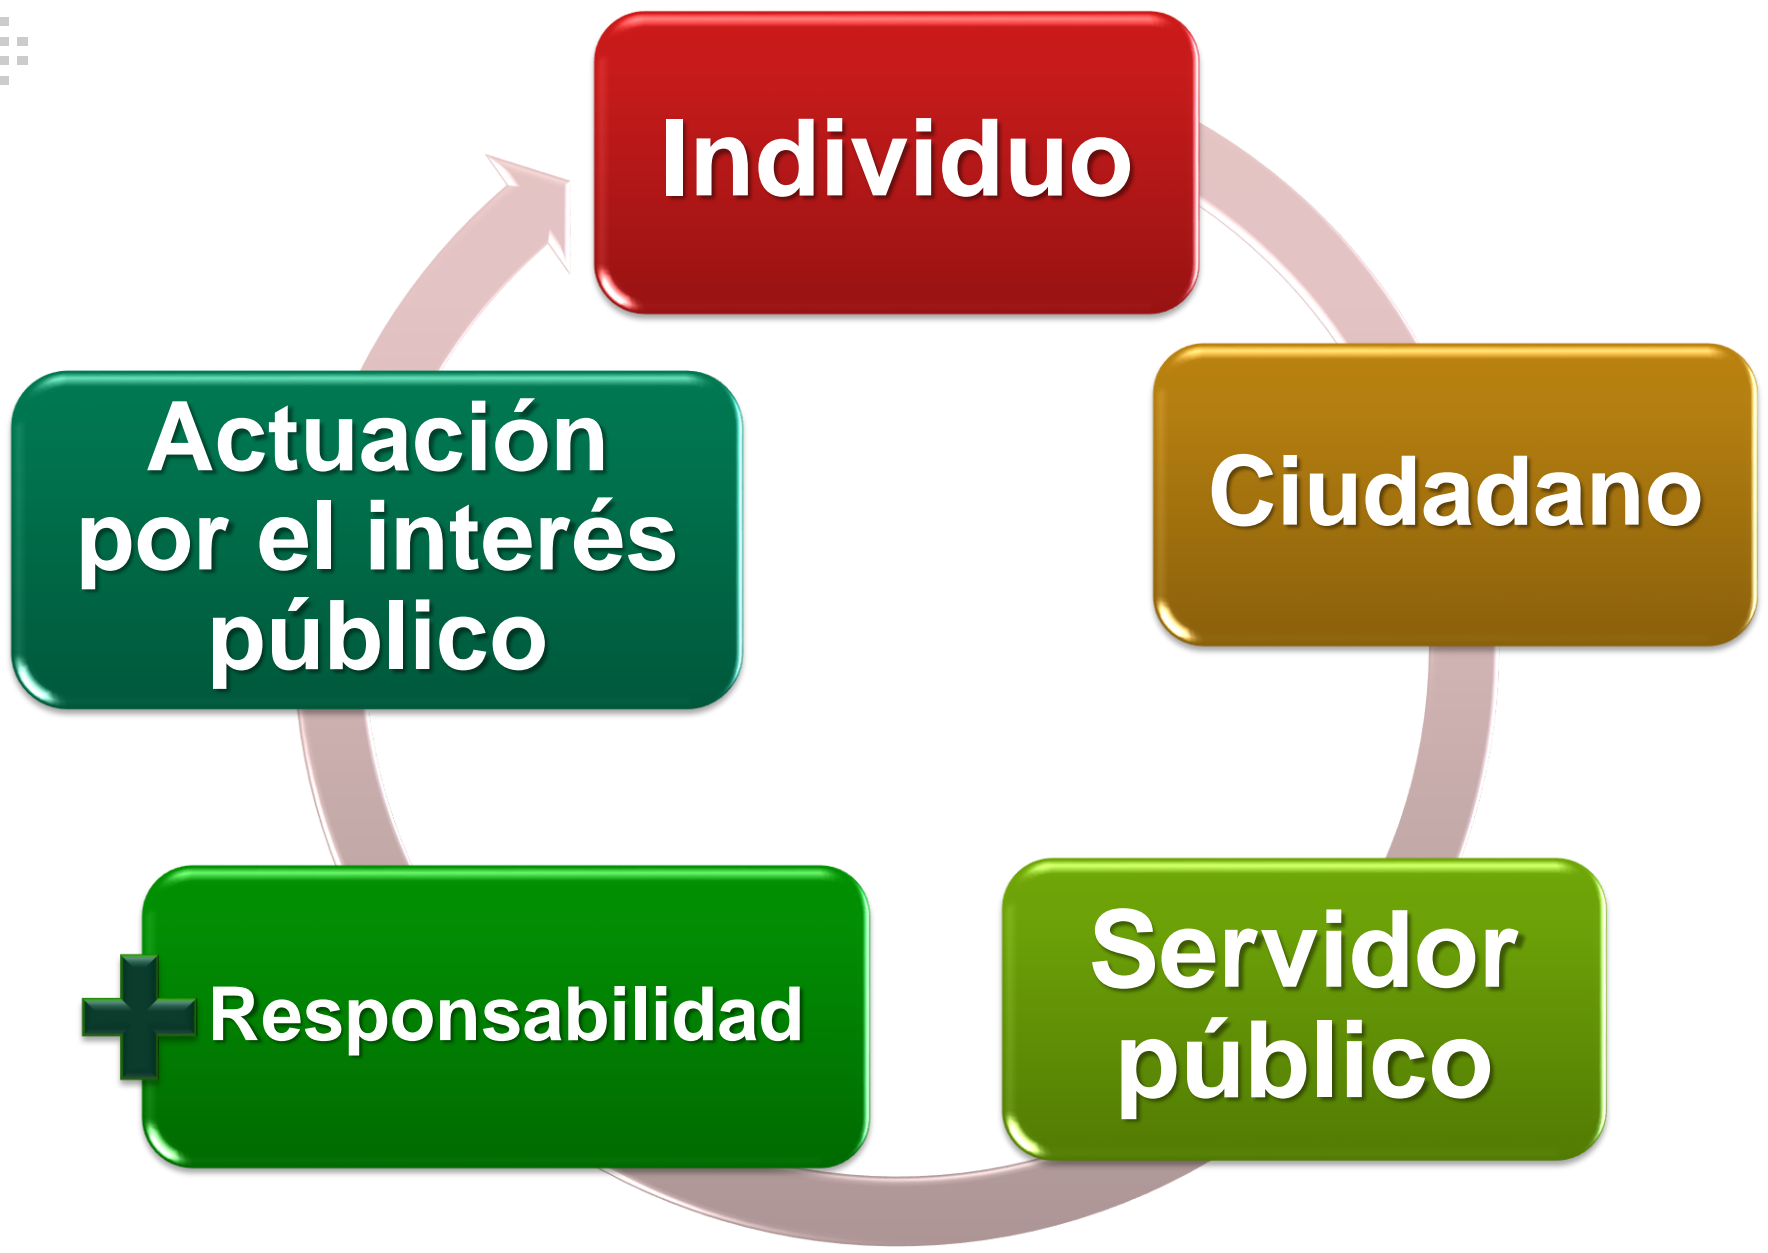 Individuo
Ciudadano
Servidor
público
Responsabilidad
Actuación
por el interés
público